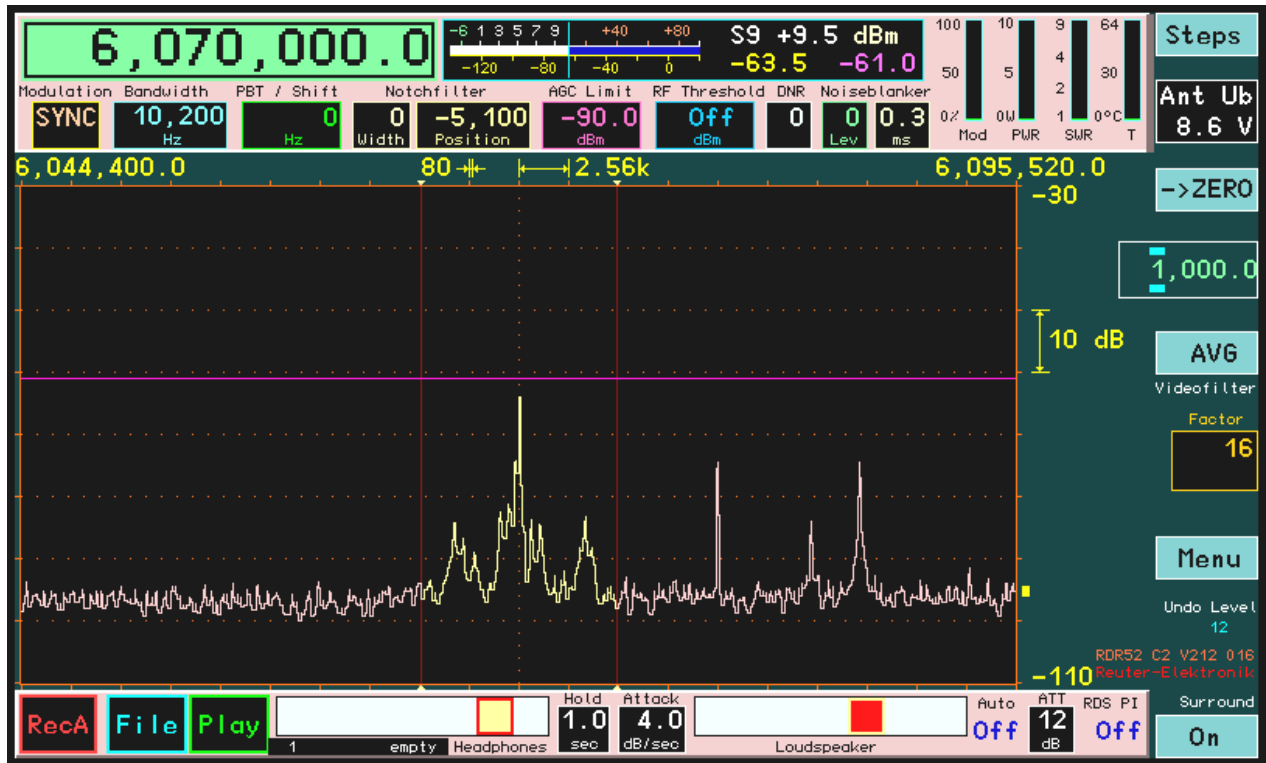 6,070,000.0
-6 1 3 5 7 9 +40 +80
-120 -80 -40 0
S9 +9.5 dBm
-63.5 -61.0
100 10 9 64
4
50 5 30
2
0% 0W 1 0°C
Mod PWR SWR T
Steps
Modulation Bandwidth PBT / Shift Notchfilter AGC Limit RF Threshold DNR Noiseblanker
SYNC 10,200 0 0 -5,100 -90.0 Off 0 0 0.3
Hz Hz Width Position dBm dBm Lev ms
Ant Ub
8.6 V
6,044,400.0 80 2.56k 6,095,520.0
-30
->ZERO
1,000.0
10 dB
AVG
Videofilter
Factor
16
Menu
Undo Level
12
RDR52 C2 V212 016
-110 Reuter-Elektronik
RecA File Play
1 empty Headphones
Hold Attack
1.0 4.0
sec dB/sec
Loudspeaker
Auto ATT RDS PI
Off 12 Off
dB
Surround
On